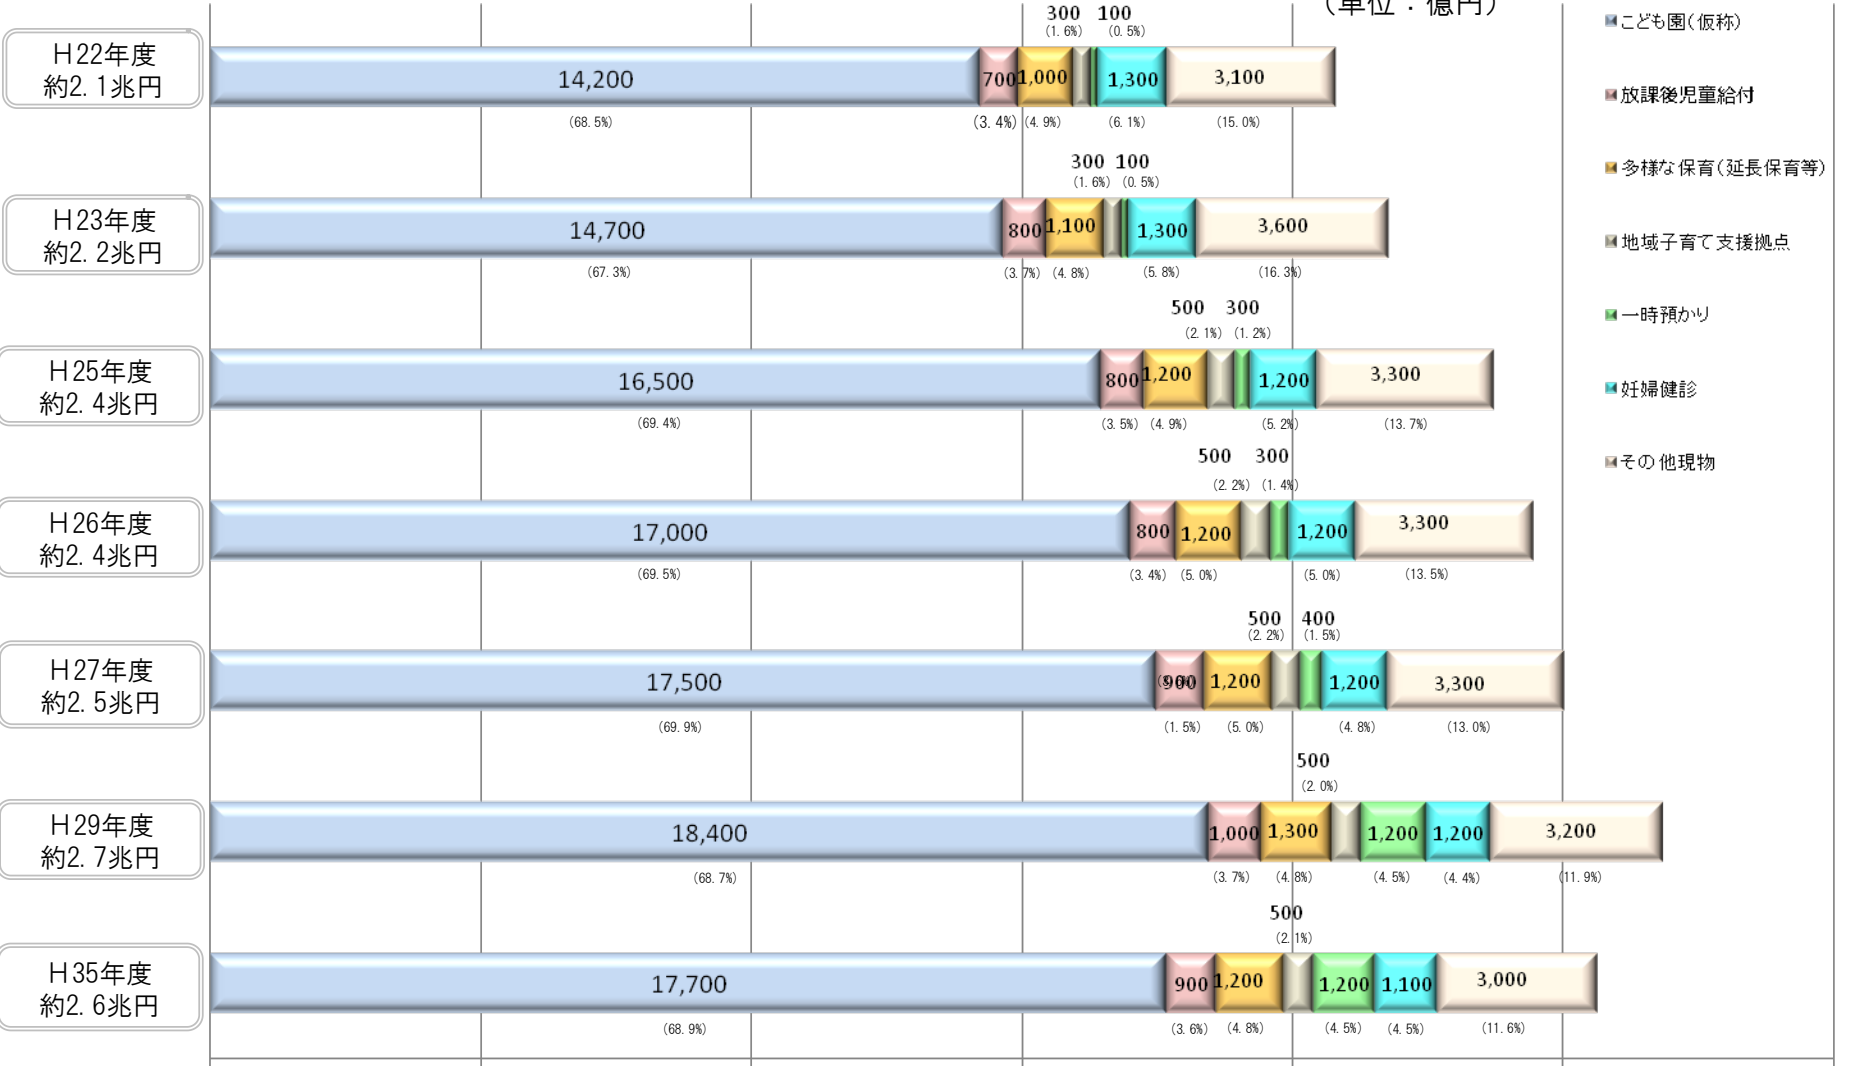 （単位：億円）
300 100
(1.6%) (0.5%)
H22年度
約2.1兆円
14,200 700 1,000 1,300 3,100
(68.5%) (3.4%) (4.9%) (6.1%) (15.0%)
300 100
(1.6%) (0.5%)
H23年度
約2.2兆円
14,700 800 1,100 1,300 3,600
(67.3%) (3.7%) (4.8%) (5.8%) (16.3%)
500 300
(2.1%) (1.2%)
H25年度
約2.4兆円
16,500 800 1,200 1,200 3,300
(69.4%) (3.5%) (4.9%) (5.2%) (13.7%)
500 300
(2.2%) (1.4%)
H26年度
約2.4兆円
17,000 800 1,200 1,200 3,300
(69.5%) (3.4%) (5.0%) (5.0%) (13.5%)
500 400
(2.2%) (1.5%)
H27年度
約2.5兆円
17,500 900 1,200 1,200 3,300
(69.9%) (1.5%) (5.0%) (4.8%) (13.0%)
500
(2.0%)
H29年度
約2.7兆円
18,400 1,000 1,300 1,200 1,200 3,200
(68.7%) (3.7%) (4.8%) (4.5%) (4.4%) (11.9%)
500
(2.1%)
H35年度
約2.6兆円
17,700 900 1,200 1,200 1,100 3,000
(68.9%) (3.6%) (4.8%) (4.5%) (4.5%) (11.6%)
こども園(仮称)
放課後児童給付
多様な保育(延長保育等)
地域子育て支援拠点
一時預かり
妊婦健診
その他現物